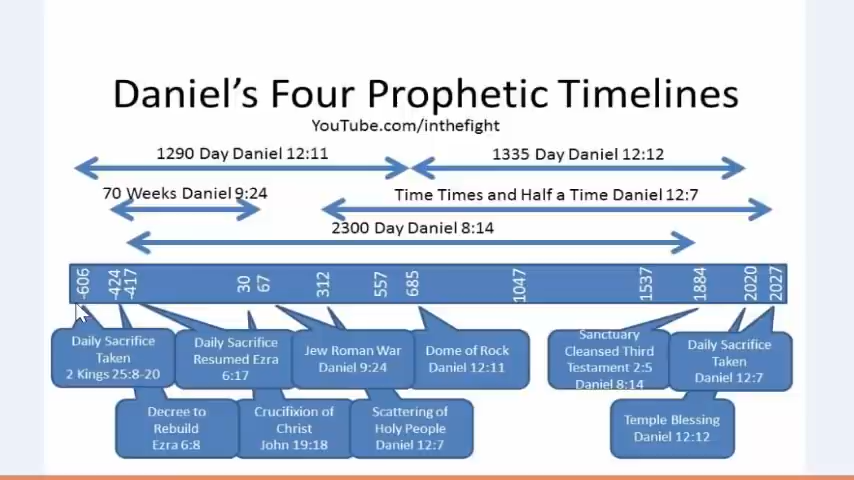 Daniel's Four Prophetic Timelines
YouTube.com/inthefight
1290 Day Daniel 12:11
1335 Day Daniel 12:12
70 Weeks Daniel 9:24
Time Times and Half a Time Daniel 12:7
2300 Day Daniel 8:14
-606
-424
-417
30
67
312
557
685
1047
1537
1884
2020
2027
Daily Sacrifice
Taken
2 Kings 25:8-20
Daily Sacrifice
Resumed Ezra
6:17
Jew Roman War
Daniel 9:24
Dome of Rock
Daniel 12:11
Sanctuary
Cleansed Third
Testament 2:5
Daniel 8:14
Daily Sacrifice
Taken
Daniel 12:7
Decree to
Rebuild
Ezra 6:8
Crucifixion of
Christ
John 19:18
Scattering of
Holy People
Daniel 12:7
Temple Blessing
Daniel 12:12